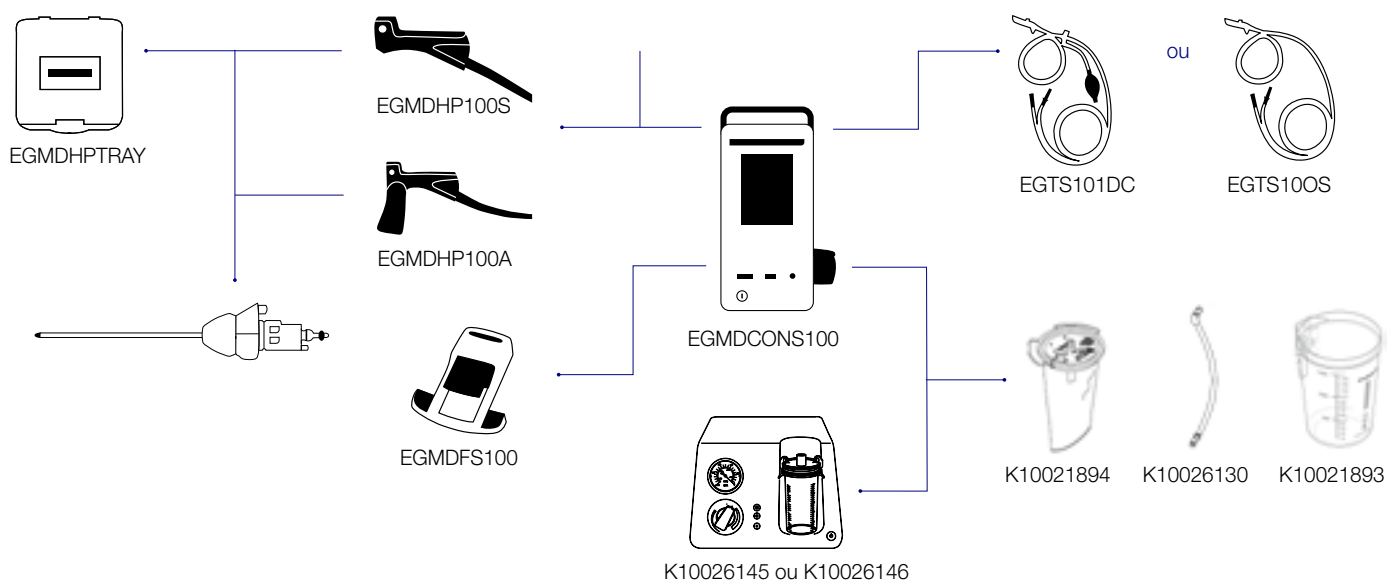 EGMDHPTRAY
EGMDHP100S
EGMDHP100A
EGMDFS100
EGMDCONS100
K10026145 ou K10026146
EGTS101DC
ou
EGTS10OS
K10021894
K10026130
K10021893